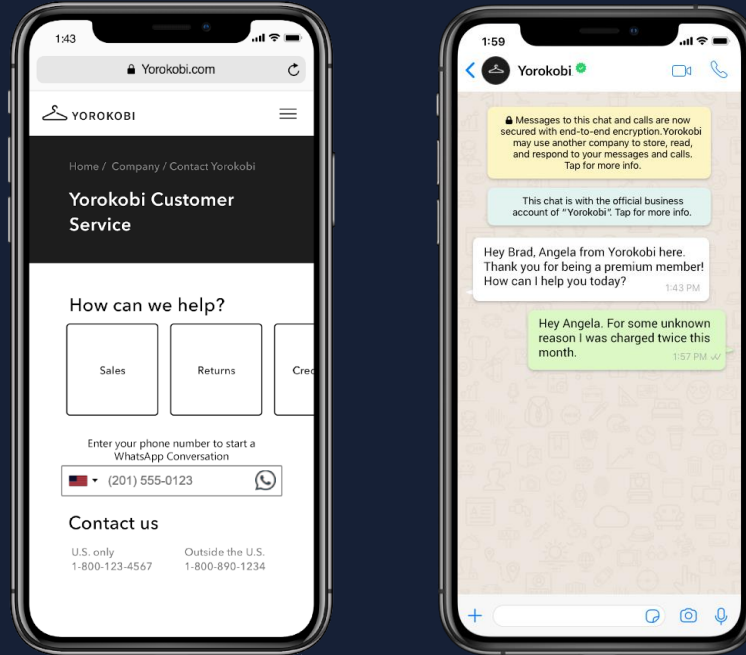 1:43
Yorokobi.com
YOROKOBI
Home / Company / Contact Yorokobi
Yorokobi Customer
Service
How can we help?
Sales
Returns
Cred
Enter your phone number to start a
WhatsApp Conversation
(201) 555-0123
Contact us
U.S. only
Outside the U.S.
1-800-123-4567
1-800-890-1234
1:59
Yorokobi
Messages to this chat and calls are now
secured with end-to-end encryption.Yorokobi
may use another company to store, read,
and respond to your messages and calls.
Tap for more info.
This chat is with the official business
account of "Yorokobi". Tap for more info.
Hey Brad, Angela from Yorokobi here.
Thank you for being a premium member!
How can I help you today?
1:43 PM
Hey Angela. For some unknown
reason I was charged twice this
month.
1:57 PM